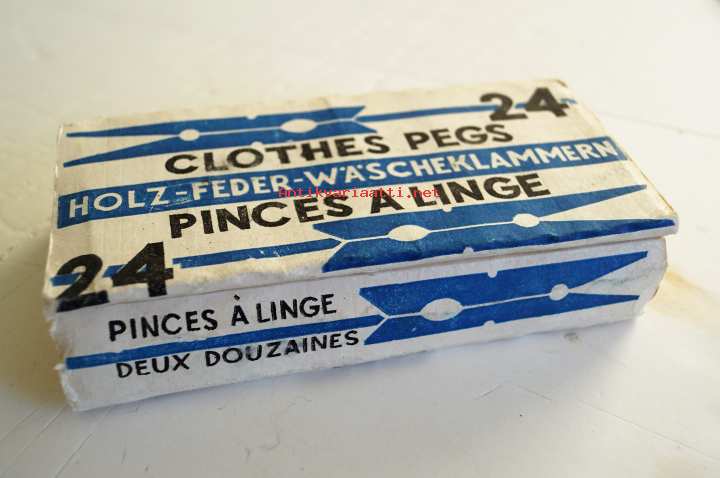 24
CLOTHES PEGS
HOLZ-FEDER-WÄSCHEKLAMMERN
antikvariaatti.net
PINCES À LINGE
24
PINCES À LINGE
DEUX DOUZAINES